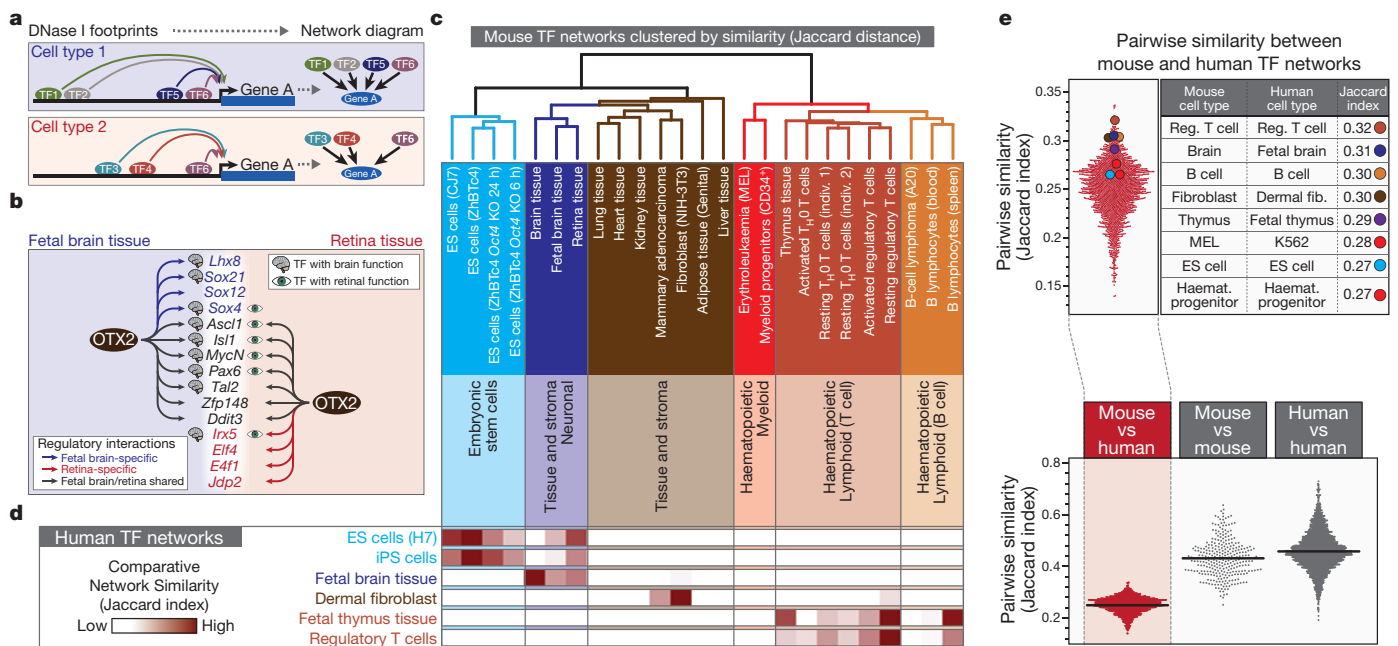 a
DNase I footprints
Network diagram
Cell type 1
TF1
TF2
TF5
TF6
Gene A
TF1
TF2
TF5
TF6
Gene A
Cell type 2
TF3
TF4
TF6
Gene A
TF3
TF4
TF6
Gene A
b
Fetal brain tissue
Retina tissue
Lhx8
Sox21
Sox12
Sox4
Ascl1
Isl1
MycN
Pax6
Tal2
Zfp148
Ddit3
Irx5
Elf4
E4f1
Jdp2
OTX2
OTX2
TF with brain function
TF with retinal function
Regulatory interactions
Fetal brain-specific
Retina-specific
Fetal brain/retina shared
c
Mouse TF networks clustered by similarity (Jaccard distance)
ES cells (CJ7)
ES cells (ZhBTc4)
ES cells (ZhBTc4 Oct4 KO 24 h)
ES cells (ZhBTc4 Oct4 KO 6 h)
Brain tissue
Fetal brain tissue
Retina tissue
Lung tissue
Heart tissue
Kidney tissue
Mammary adenocarcinoma
Fibroblast (NIH-3T3)
Adipose tissue (Genital)
Liver tissue
Erythroleukaemia (MEL)
Myeloid progenitors (CD34+)
Thymus tissue
Activated TH0 T cells
Resting TH0 T cells (indiv. 1)
Resting TH0 T cells (indiv. 2)
Activated regulatory T cells
Resting regulatory T cells
B-cell lymphoma (A20)
B lymphocytes (blood)
B lymphocytes (spleen)
Embryonic
stem cells
Tissue and stroma
Neuronal
Tissue and stroma
Haematopoietic
Myeloid
Haematopoietic
Lymphoid (T cell)
Haematopoietic
Lymphoid (B cell)
d
Human TF networks
Comparative
Network Similarity
(Jaccard index)
Low
High
ES cells (H7)
iPS cells
Fetal brain tissue
Dermal fibroblast
Fetal thymus tissue
Regulatory T cells
e
Pairwise similarity between
mouse and human TF networks
Pairwise similarity
(Jaccard index)
0.35
0.3
0.25
0.2
0.15
Mouse
cell type
Human
cell type
Jaccard
index
Reg. T cell Reg. T cell 0.32
Brain Fetal brain 0.31
B cell B cell 0.30
Fibroblast Dermal fib. 0.30
Thymus Fetal thymus 0.29
MEL K562 0.28
ES cell ES cell 0.27
Haemat.
progenitor
Haemat.
progenitor
0.27
Mouse
vs
human
Mouse
vs
mouse
Human
vs
human
Pairwise similarity
(Jaccard index)
0.8
0.6
0.4
0.2